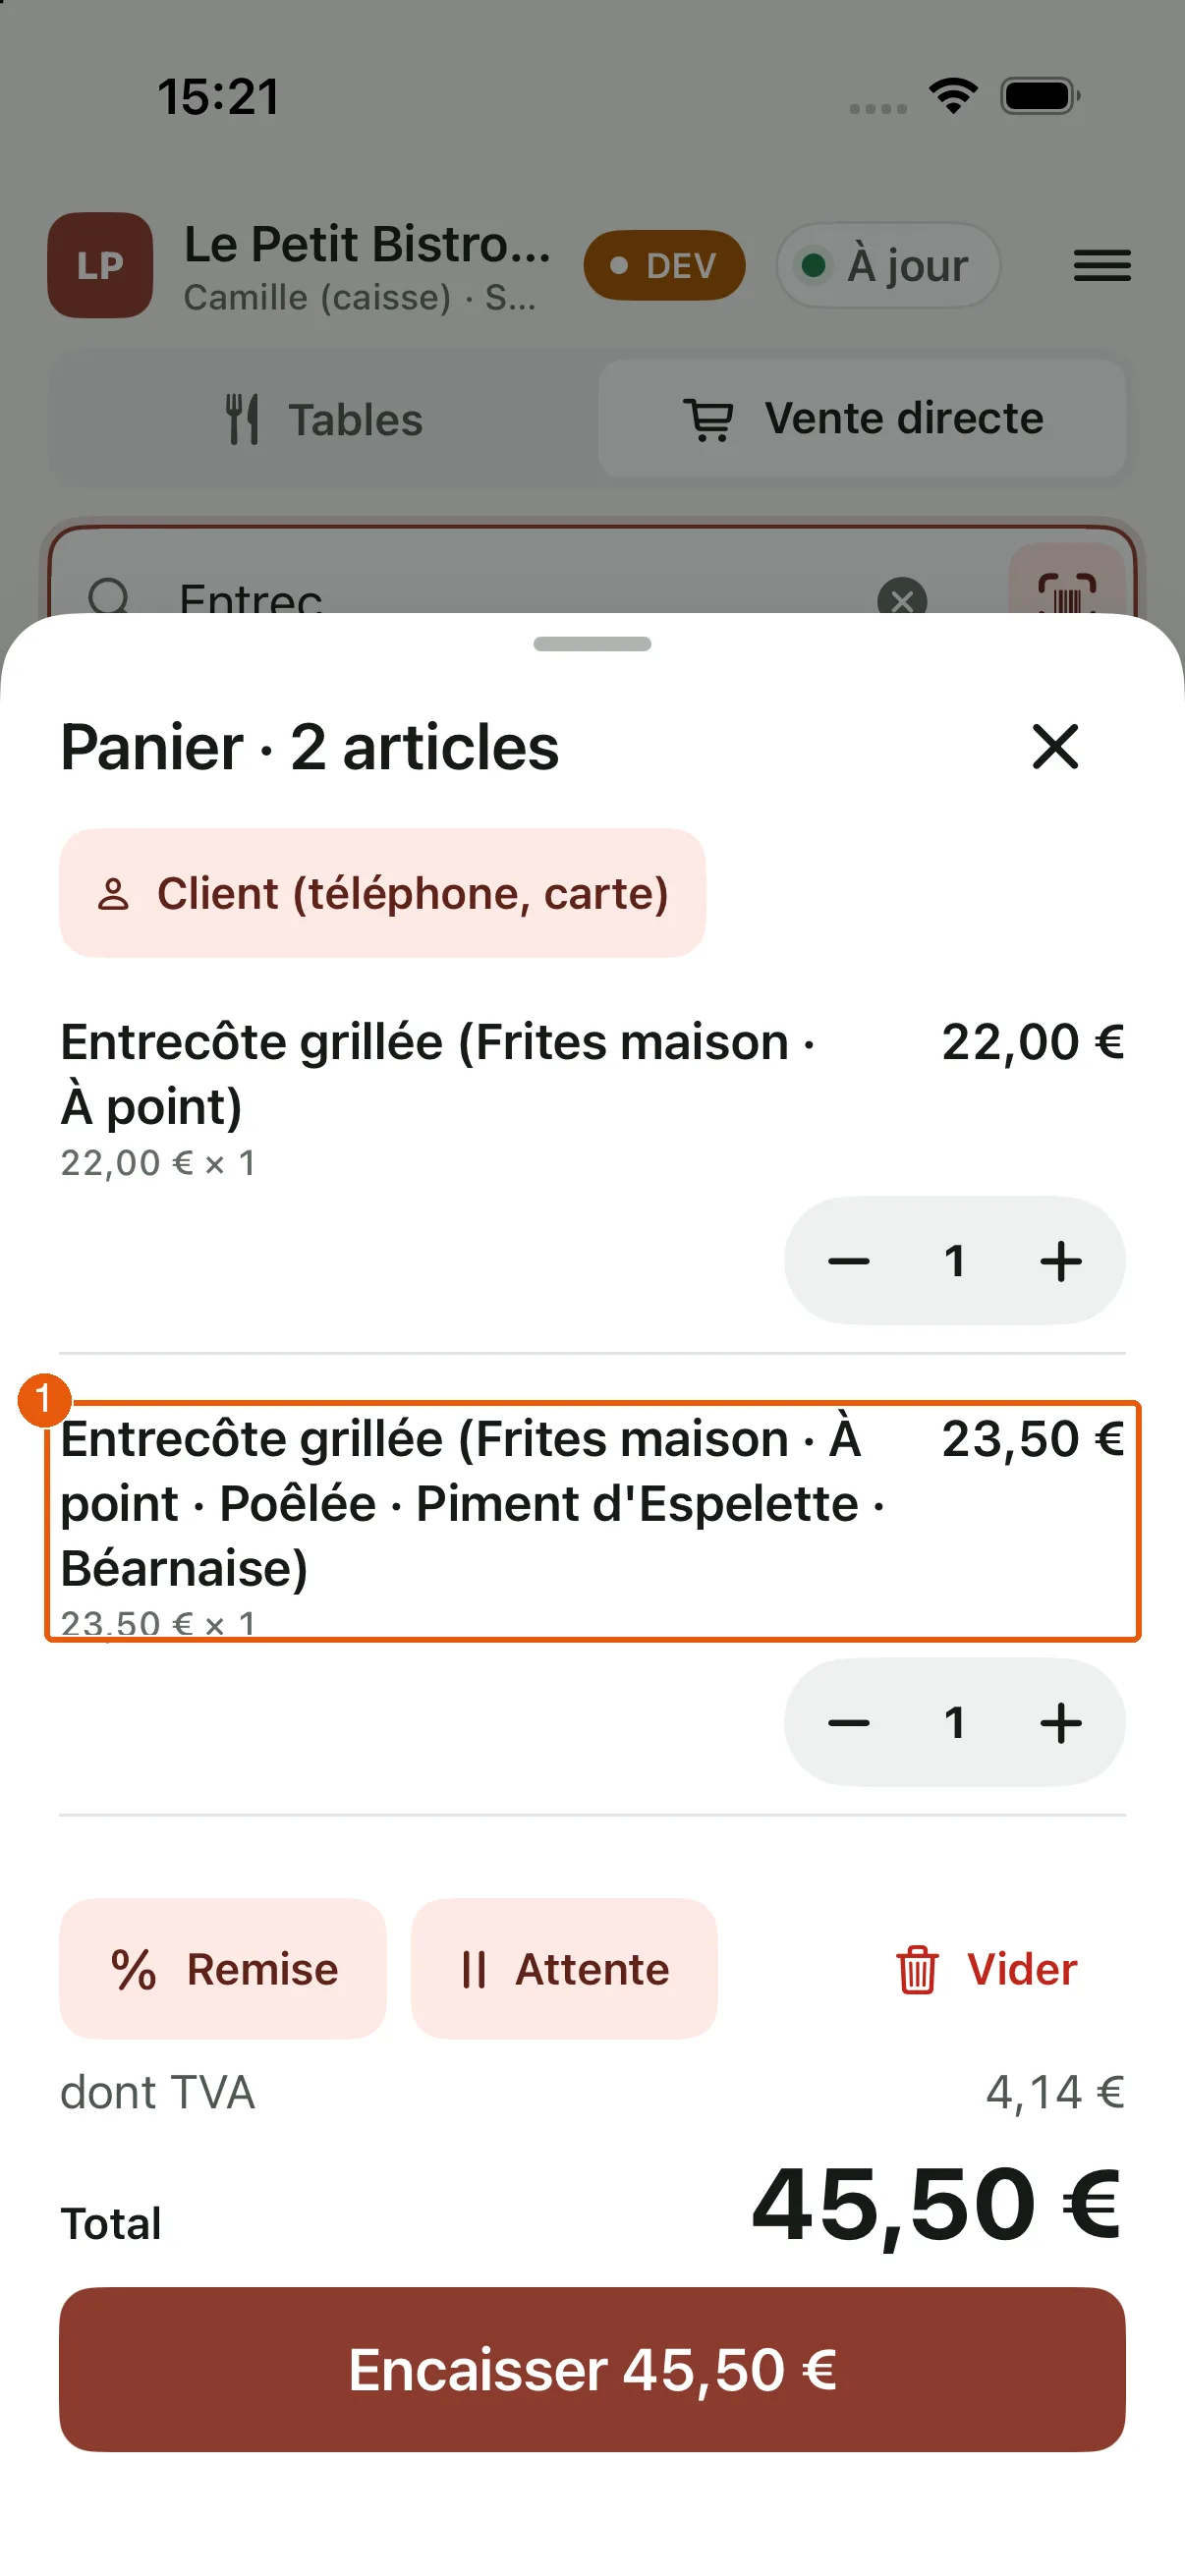 15:21
LP
Le Petit Bistro...
Camille (caisse) · S...
DEV
À jour
Tables
Vente directe
Entrec
Panier · 2 articles
Client (téléphone, carte)
Entrecôte grillée (Frites maison ·
À point)
22,00 €
22,00 € × 1
1
1
Entrecôte grillée (Frites maison · À
point · Poêlée · Piment d'Espelette ·
Béarnaise)
23,50 €
23,50 € × 1
1
Remise
Attente
Vider
dont TVA
4,14 €
Total
45,50 €
Encaisser 45,50 €